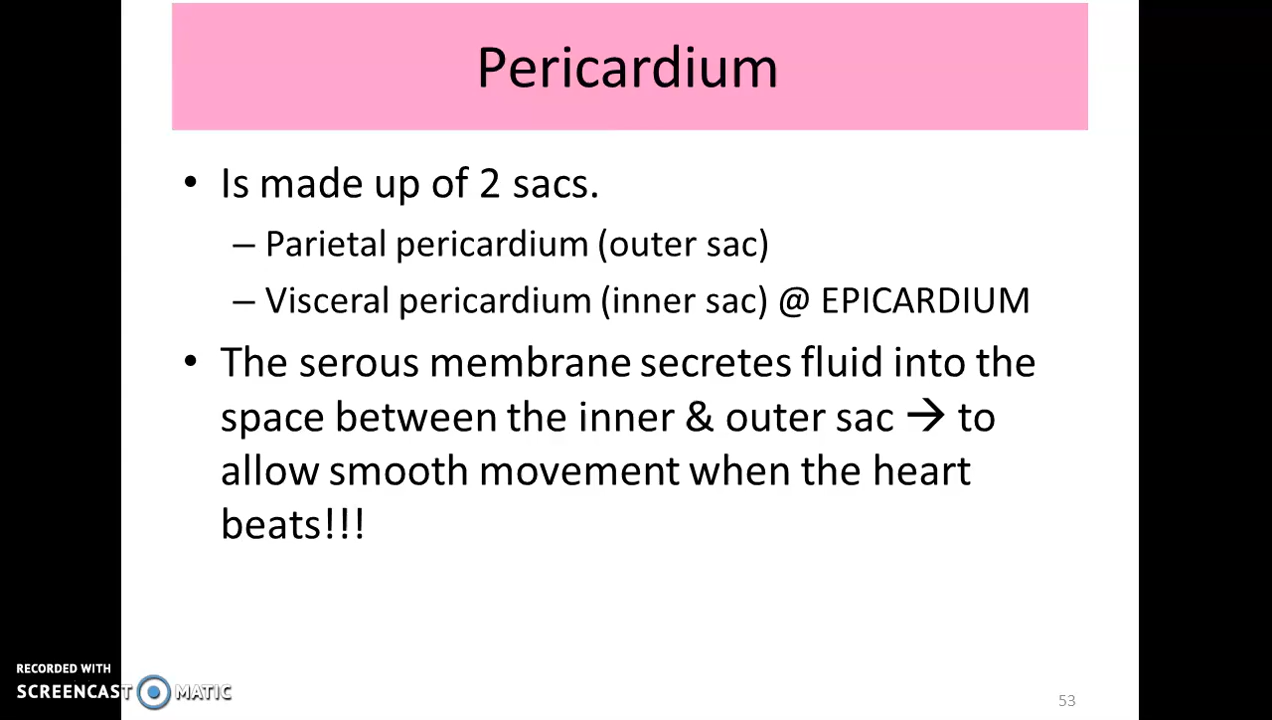 Pericardium
• Is made up of 2 sacs.
– Parietal pericardium (outer sac)
– Visceral pericardium (inner sac) @ EPICARDIUM
• The serous membrane secretes fluid into the
space between the inner & outer sac → to
allow smooth movement when the heart
beats!!!
RECORDED WITH
SCREENCAST MATIC
53